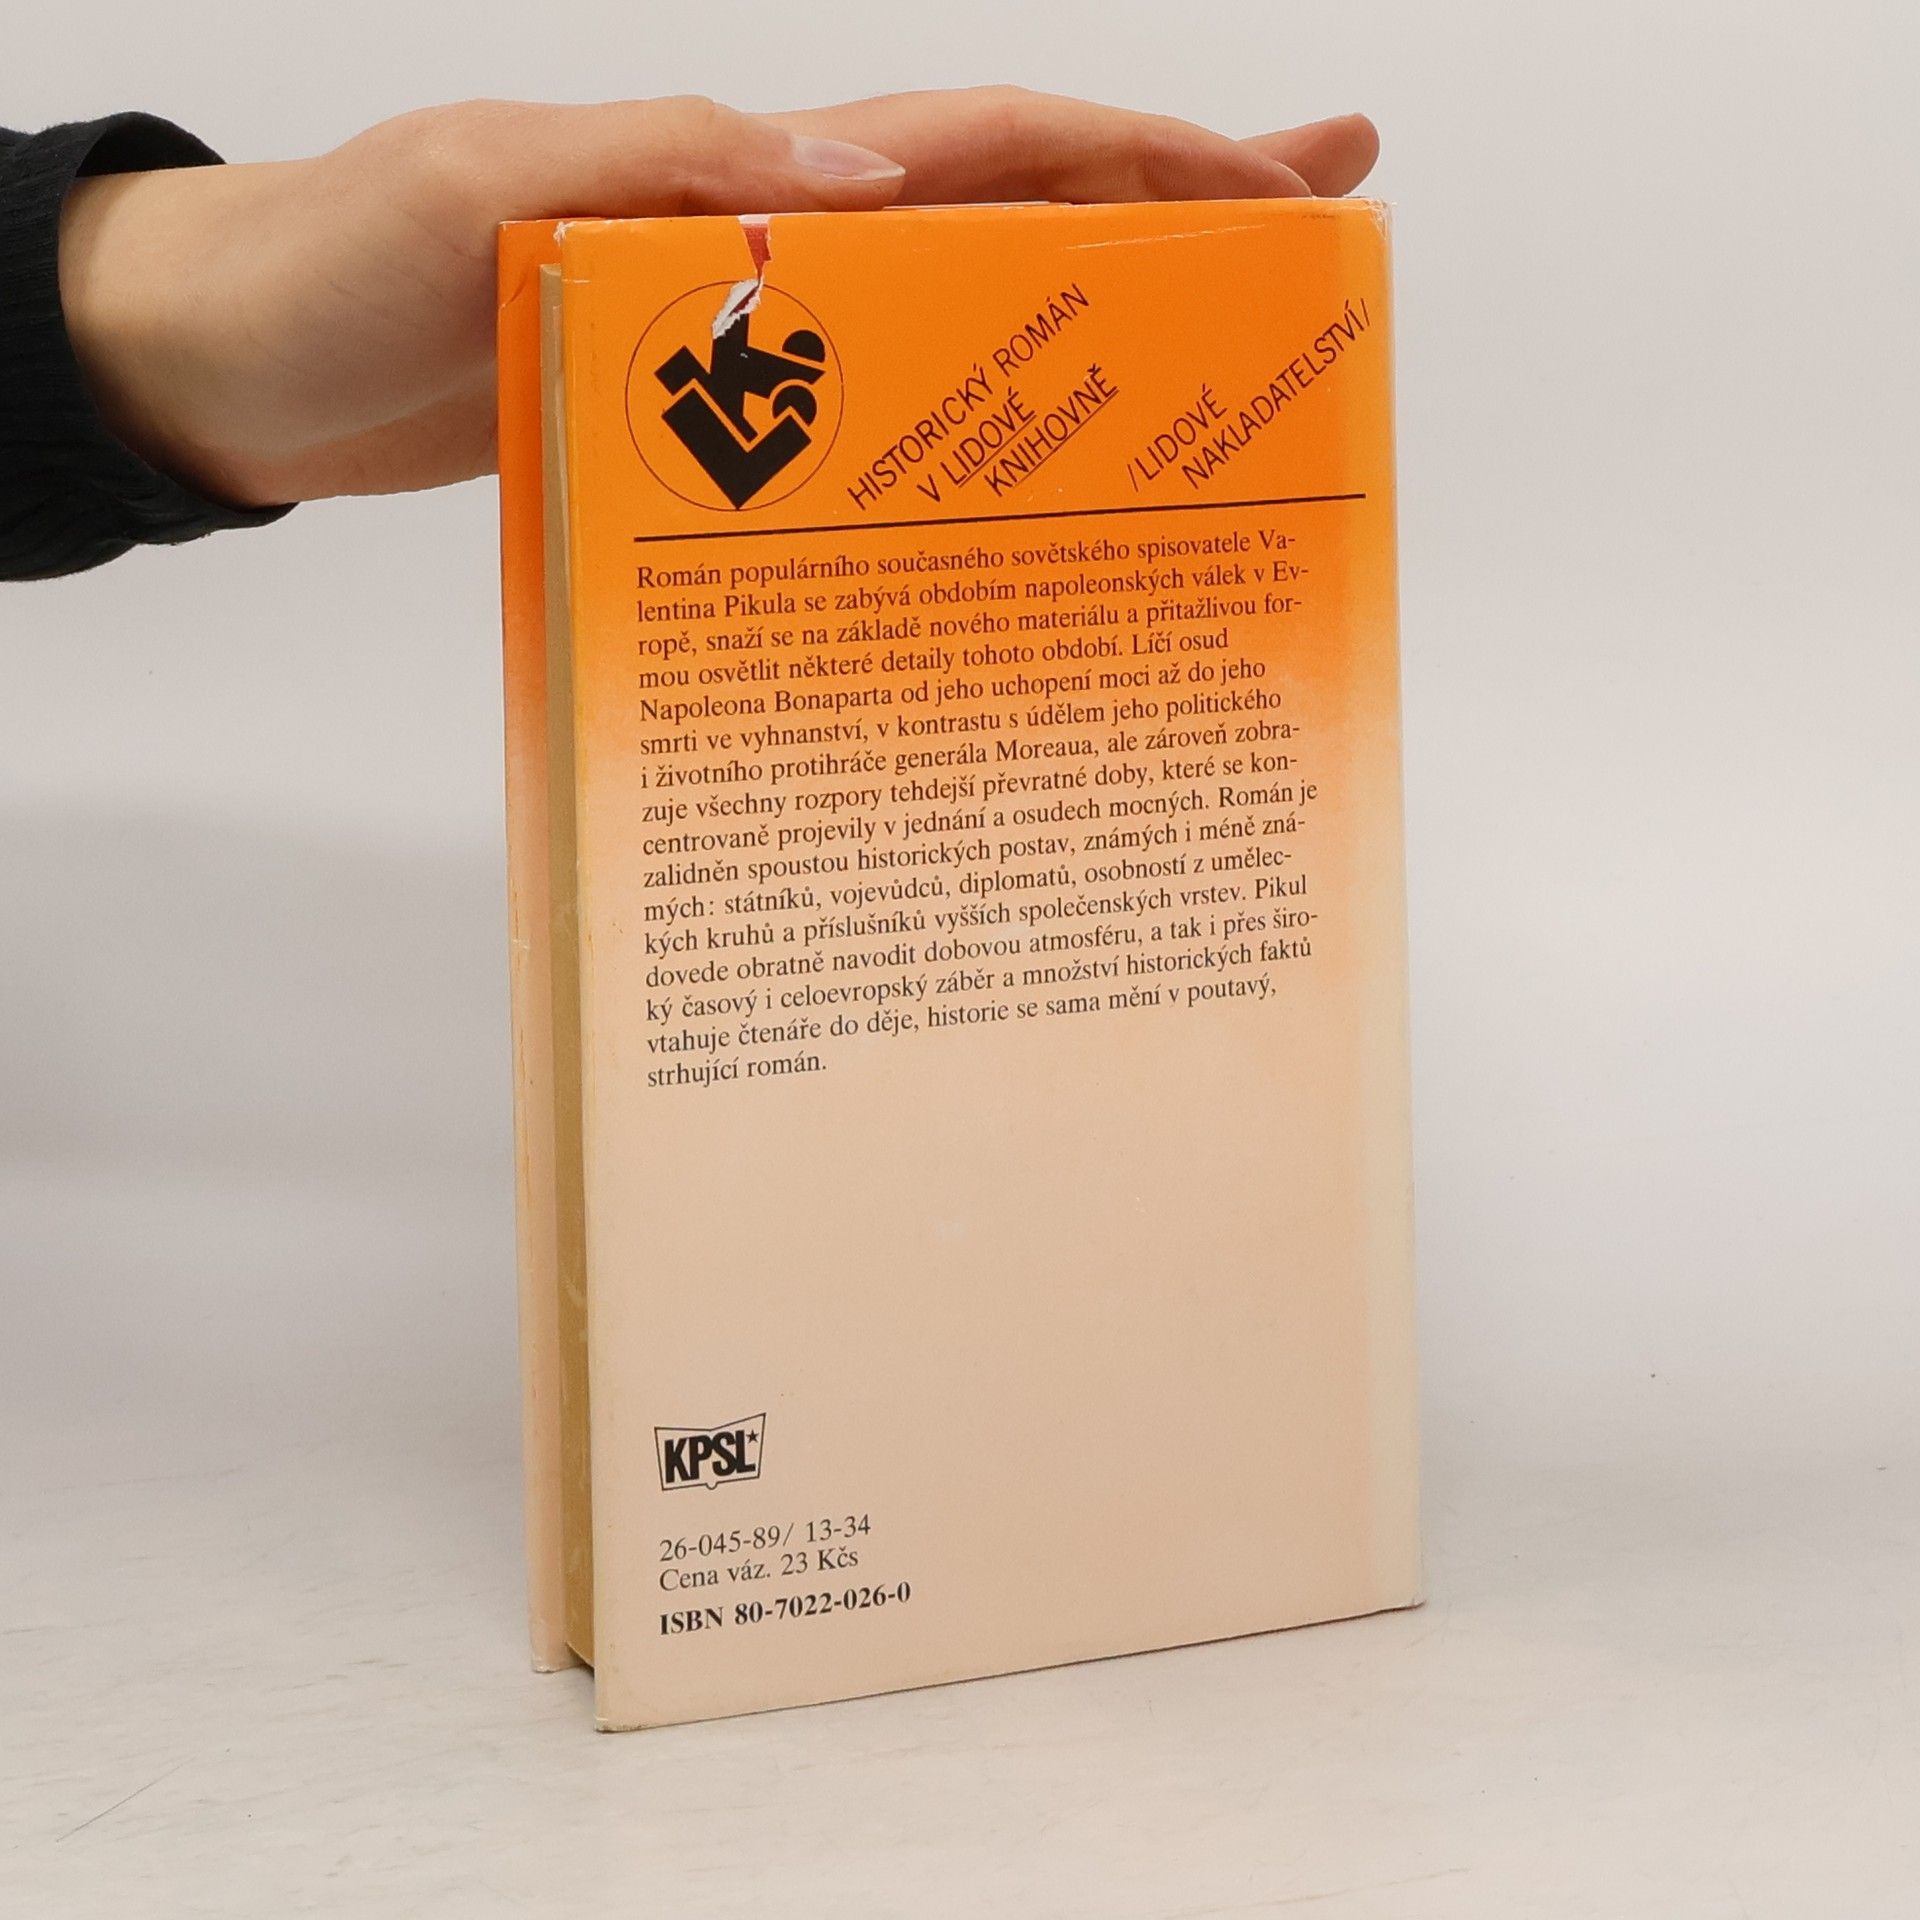 LK
HISTORICKÝ ROMÁN
V LIDOVÉ
KNIHOVNĚ
/LIDOVÉ
NAKLADATELSTVÍ/
Román populárního současného sovětského spisovatele Va-
lentina Pikula se zabývá obdobím napoleonských válek v Ev-
ropě, snaží se na základě nového materiálu a přitažlivou for-
mou osvětlit některé detaily tohoto období. Líčí osud
Napoleona Bonaparta od jeho uchopení moci až do jeho
smrti ve vyhnanství, v kontrastu s údělem jeho politického
i životního protihráče generála Moreaua, ale zároveň zobra-
zuje všechny rozpory tehdejší převratné doby, které se kon-
centrovaně projevily v jednání a osudech mocných. Román je
zalidněn spoustou historických postav, známých i méně zná-
mých: státníků, vojevůdců, diplomatů, osobností z umělec-
kých kruhů a příslušníků vyšších společenských vrstev. Pikul
dovede obratně navodit dobovou atmosféru, a tak i přes širo-
ký časový i celoevropský záběr a množství historických faktů
vtahuje čtenáře do děje, historie se sama mění v poutavý,
strhující román.
KPSL
26-045-89/ 13-34
Cena váz. 23 Kčs
ISBN 80-7022-026-0